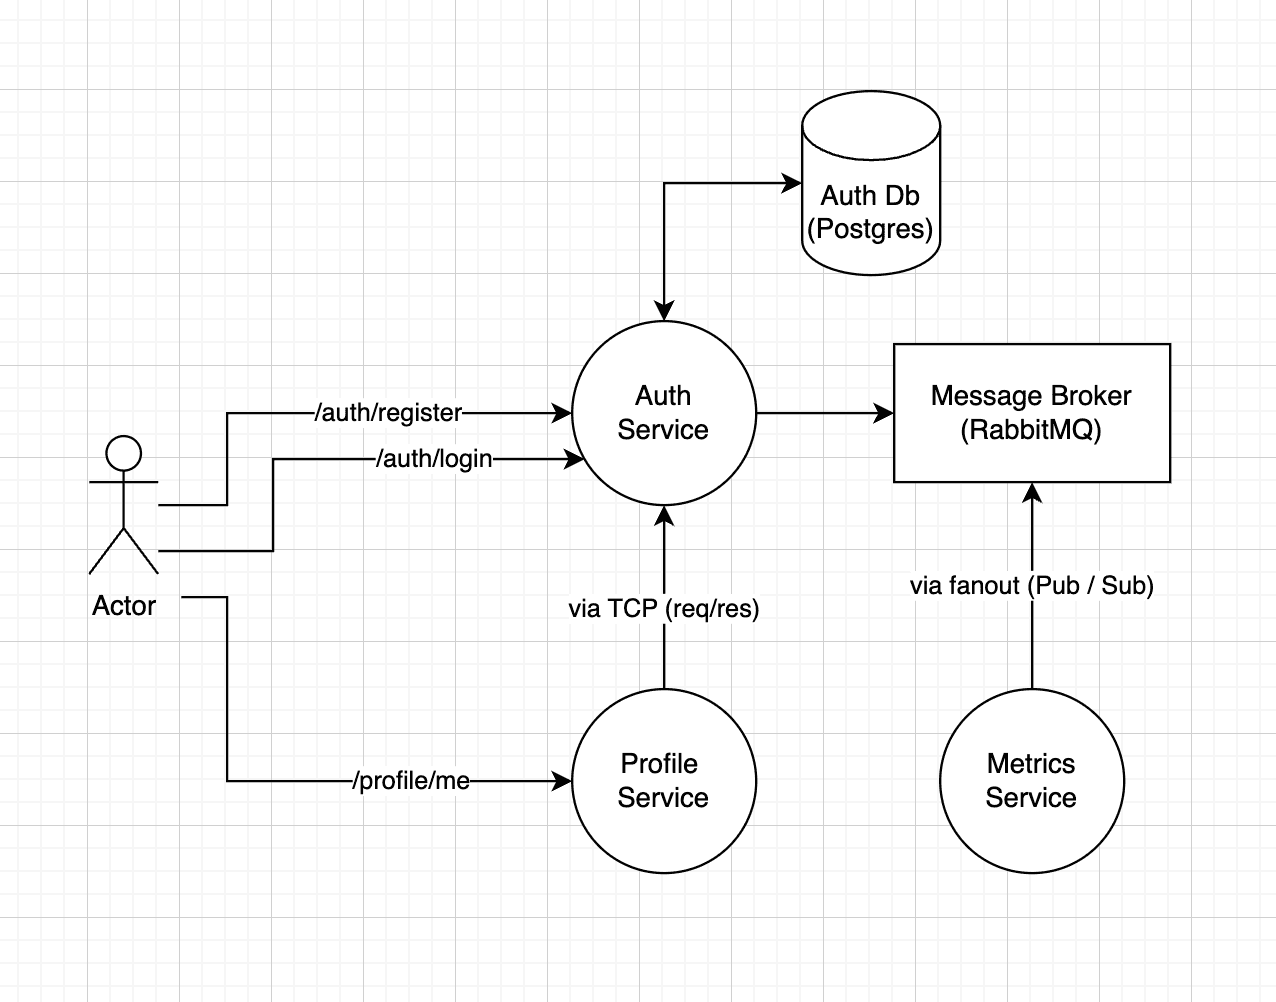 Auth Db
(Postgres)
Auth
Service
Message Broker
(RabbitMQ)
/auth/register
/auth/login
Actor
via TCP (req/res)
via fanout (Pub / Sub)
/profile/me
Profile
Service
Metrics
Service